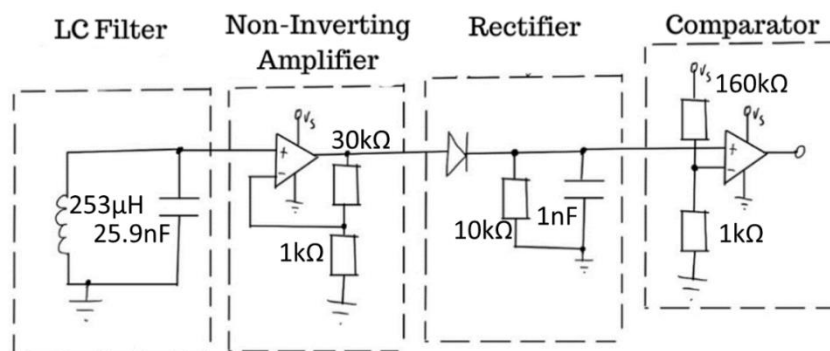 LC Filter
Non-Inverting
Amplifier
Rectifier
Comparator
253μH
25.9nF
Vs
+
-
30kΩ
1kΩ
10kΩ
1nF
Vs
160kΩ
Vs
+
-
1kΩ